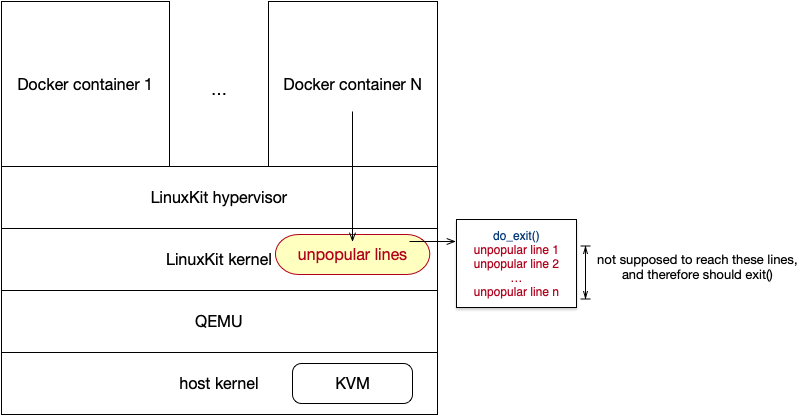 Docker container 1
...
Docker container N
LinuxKit hypervisor
LinuxKit kernel
unpopular lines
do_exit()
unpopular line 1
unpopular line 2
...
unpopular line n
not supposed to reach these lines,
and therefore should exit()
QEMU
host kernel
KVM